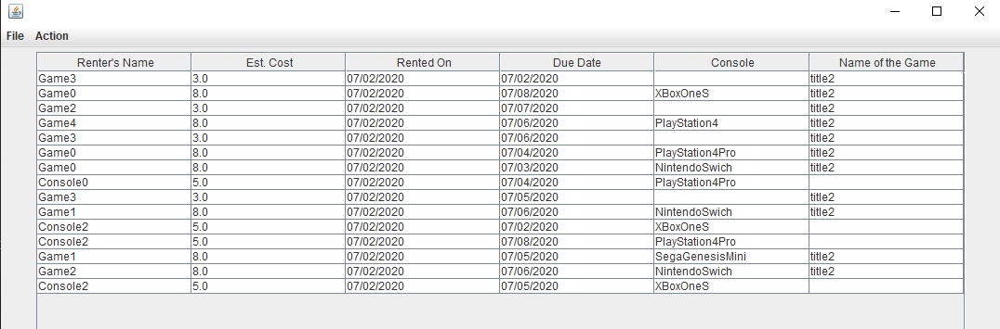 File Action
Renter's Name Est. Cost Rented On Due Date Console Name of the Game
Game3 3.0 07/02/2020 07/02/2020 title2
Game0 8.0 07/02/2020 07/08/2020 XBoxOneS title2
Game2 3.0 07/02/2020 07/07/2020 title2
Game4 8.0 07/02/2020 07/06/2020 PlayStation4 title2
Game3 3.0 07/02/2020 07/06/2020 title2
Game0 8.0 07/02/2020 07/04/2020 PlayStation4Pro title2
Game0 8.0 07/02/2020 07/03/2020 NintendoSwich title2
Console0 5.0 07/02/2020 07/04/2020 PlayStation4Pro
Game3 3.0 07/02/2020 07/05/2020 title2
Game1 8.0 07/02/2020 07/06/2020 NintendoSwich title2
Console2 5.0 07/02/2020 07/02/2020 XBoxOneS
Console2 5.0 07/02/2020 07/08/2020 PlayStation4Pro
Game1 8.0 07/02/2020 07/05/2020 SegaGenesisMini title2
Game2 8.0 07/02/2020 07/06/2020 NintendoSwich title2
Console2 5.0 07/02/2020 07/05/2020 XBoxOneS